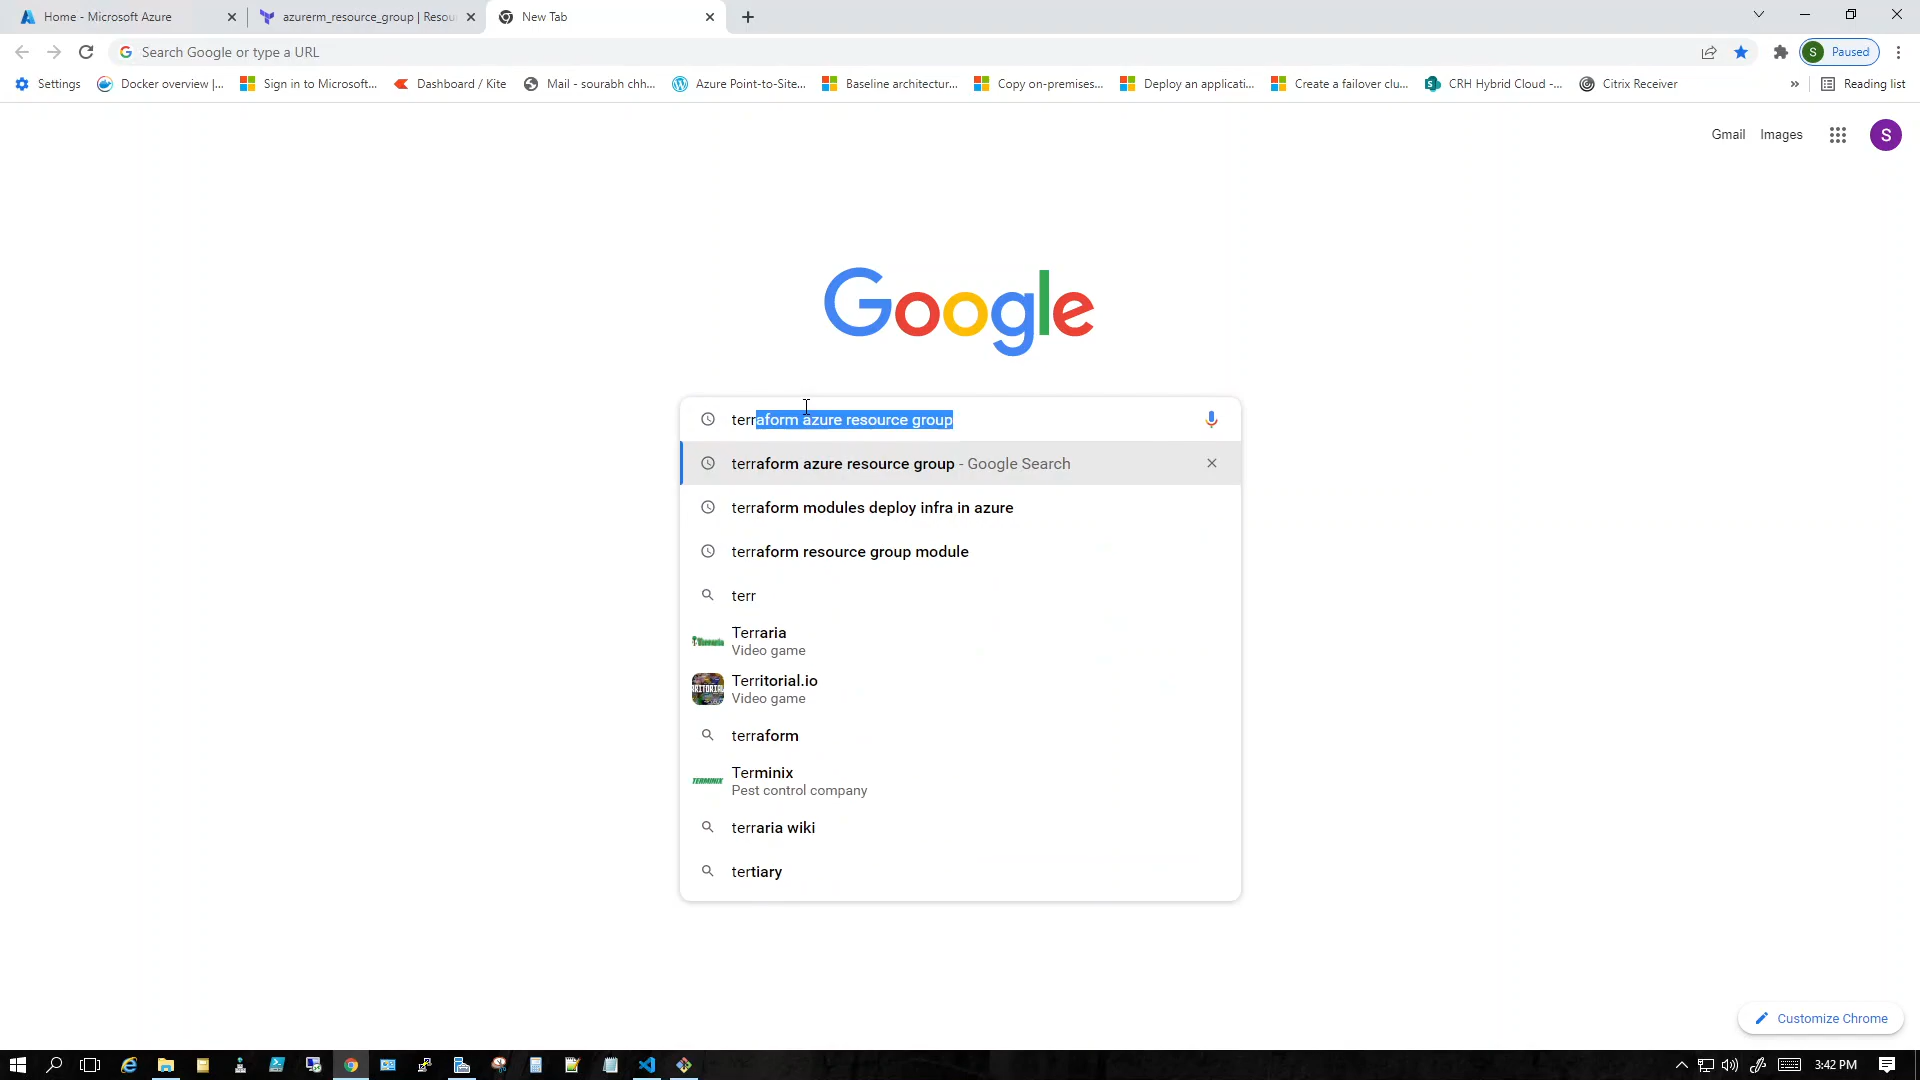 Home - Microsoft Azure
azurerm_resource_group | Resou
New Tab
Search Google or type a URL
S
Paused
Settings
Docker overview |...
Sign in to Microsoft...
Dashboard / Kite
Mail - sourabh chh...
Azure Point-to-Site...
Baseline architectur...
Copy on-premises...
Deploy an applicati...
Create a failover clu...
CRH Hybrid Cloud -...
Citrix Receiver
»
Reading list
Gmail
Images
S
Google
terraform azure resource group
terraform azure resource group - Google Search
terraform modules deploy infra in azure
terraform resource group module
terr
Terraria
Video game
Territorial.io
Video game
terraform
TERMINIX
Terminix
Pest control company
terraria wiki
tertiary
Customize Chrome
3:42 PM